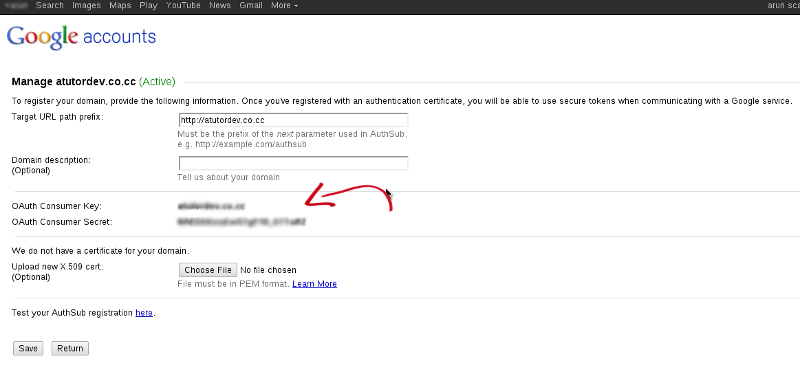 +arun Search Images Maps Play YouTube News Gmail More arun sca
Google accounts
Manage atutordev.co.cc (Active)
To register your domain, provide the following information. Once you've registered with an authentication certificate, you will be able to use secure tokens when communicating with a Google service.
Target URL path prefix: http://atutordev.co.cc
Must be the prefix of the next parameter used in AuthSub.
e.g. http://example.com/authsub
Domain description:
(Optional)
Tell us about your domain
OAuth Consumer Key: atutordev.co.cc
OAuth Consumer Secret:
We do not have a certificate for your domain.
Upload new X.509 cert: Choose File No file chosen
(Optional)
File must be in PEM format. Learn More
Test your AuthSub registration here.
Save Return